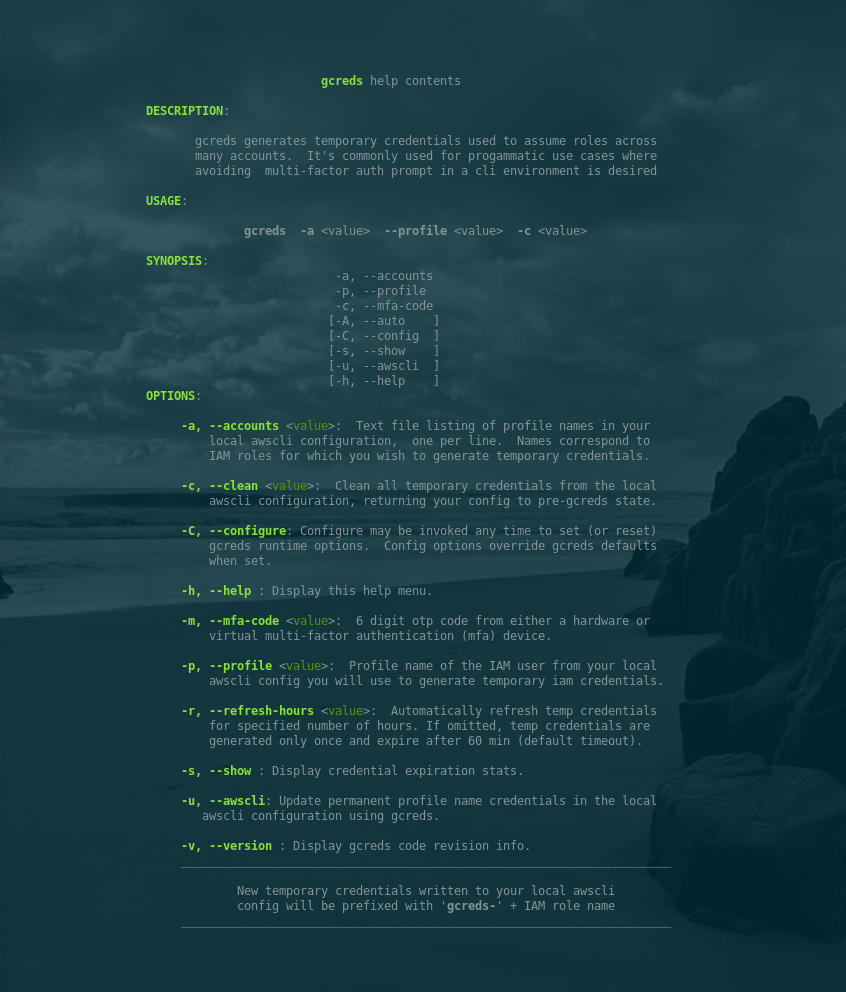 gcreds help contents
DESCRIPTION:
gcreds generates temporary credentials used to assume roles across
many accounts.  It's commonly used for progammatic use cases where
avoiding  multi-factor auth prompt in a cli environment is desired
USAGE:
gcreds  -a <value>  --profile <value>  -c <value>
SYNOPSIS:
-a, --accounts
-p, --profile
-c, --mfa-code
[-A, --auto    ]
[-C, --config  ]
[-s, --show    ]
[-u, --awscli  ]
[-h, --help    ]
OPTIONS:
-a, --accounts <value>:  Text file listing of profile names in your
local awscli configuration,  one per line.  Names correspond to
IAM roles for which you wish to generate temporary credentials.
-c, --clean <value>:  Clean all temporary credentials from the local
awscli configuration, returning your config to pre-gcreds state.
-C, --configure: Configure may be invoked any time to set (or reset)
gcreds runtime options.  Config options override gcreds defaults
when set.
-h, --help : Display this help menu.
-m, --mfa-code <value>:  6 digit otp code from either a hardware or
virtual multi-factor authentication (mfa) device.
-p, --profile <value>:  Profile name of the IAM user from your local
awscli config you will use to generate temporary iam credentials.
-r, --refresh-hours <value>:  Automatically refresh temp credentials
for specified number of hours. If omitted, temp credentials are
generated only once and expire after 60 min (default timeout).
-s, --show : Display credential expiration stats.
-u, --awscli: Update permanent profile name credentials in the local
awscli configuration using gcreds.
-v, --version : Display gcreds code revision info.
New temporary credentials written to your local awscli
config will be prefixed with 'gcreds-' + IAM role name